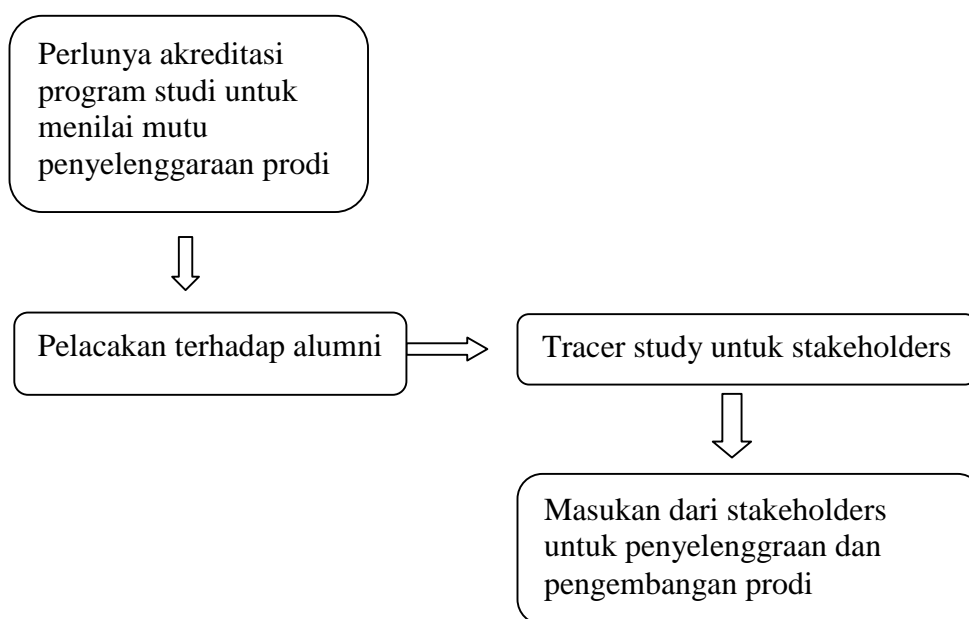 Perlunya akreditasi
program studi untuk
menilai mutu
penyelenggaraan prodi
Pelacakan terhadap alumni
Tracer study untuk stakeholders
Masukan dari stakeholders
untuk penyelenggraan dan
pengembangan prodi